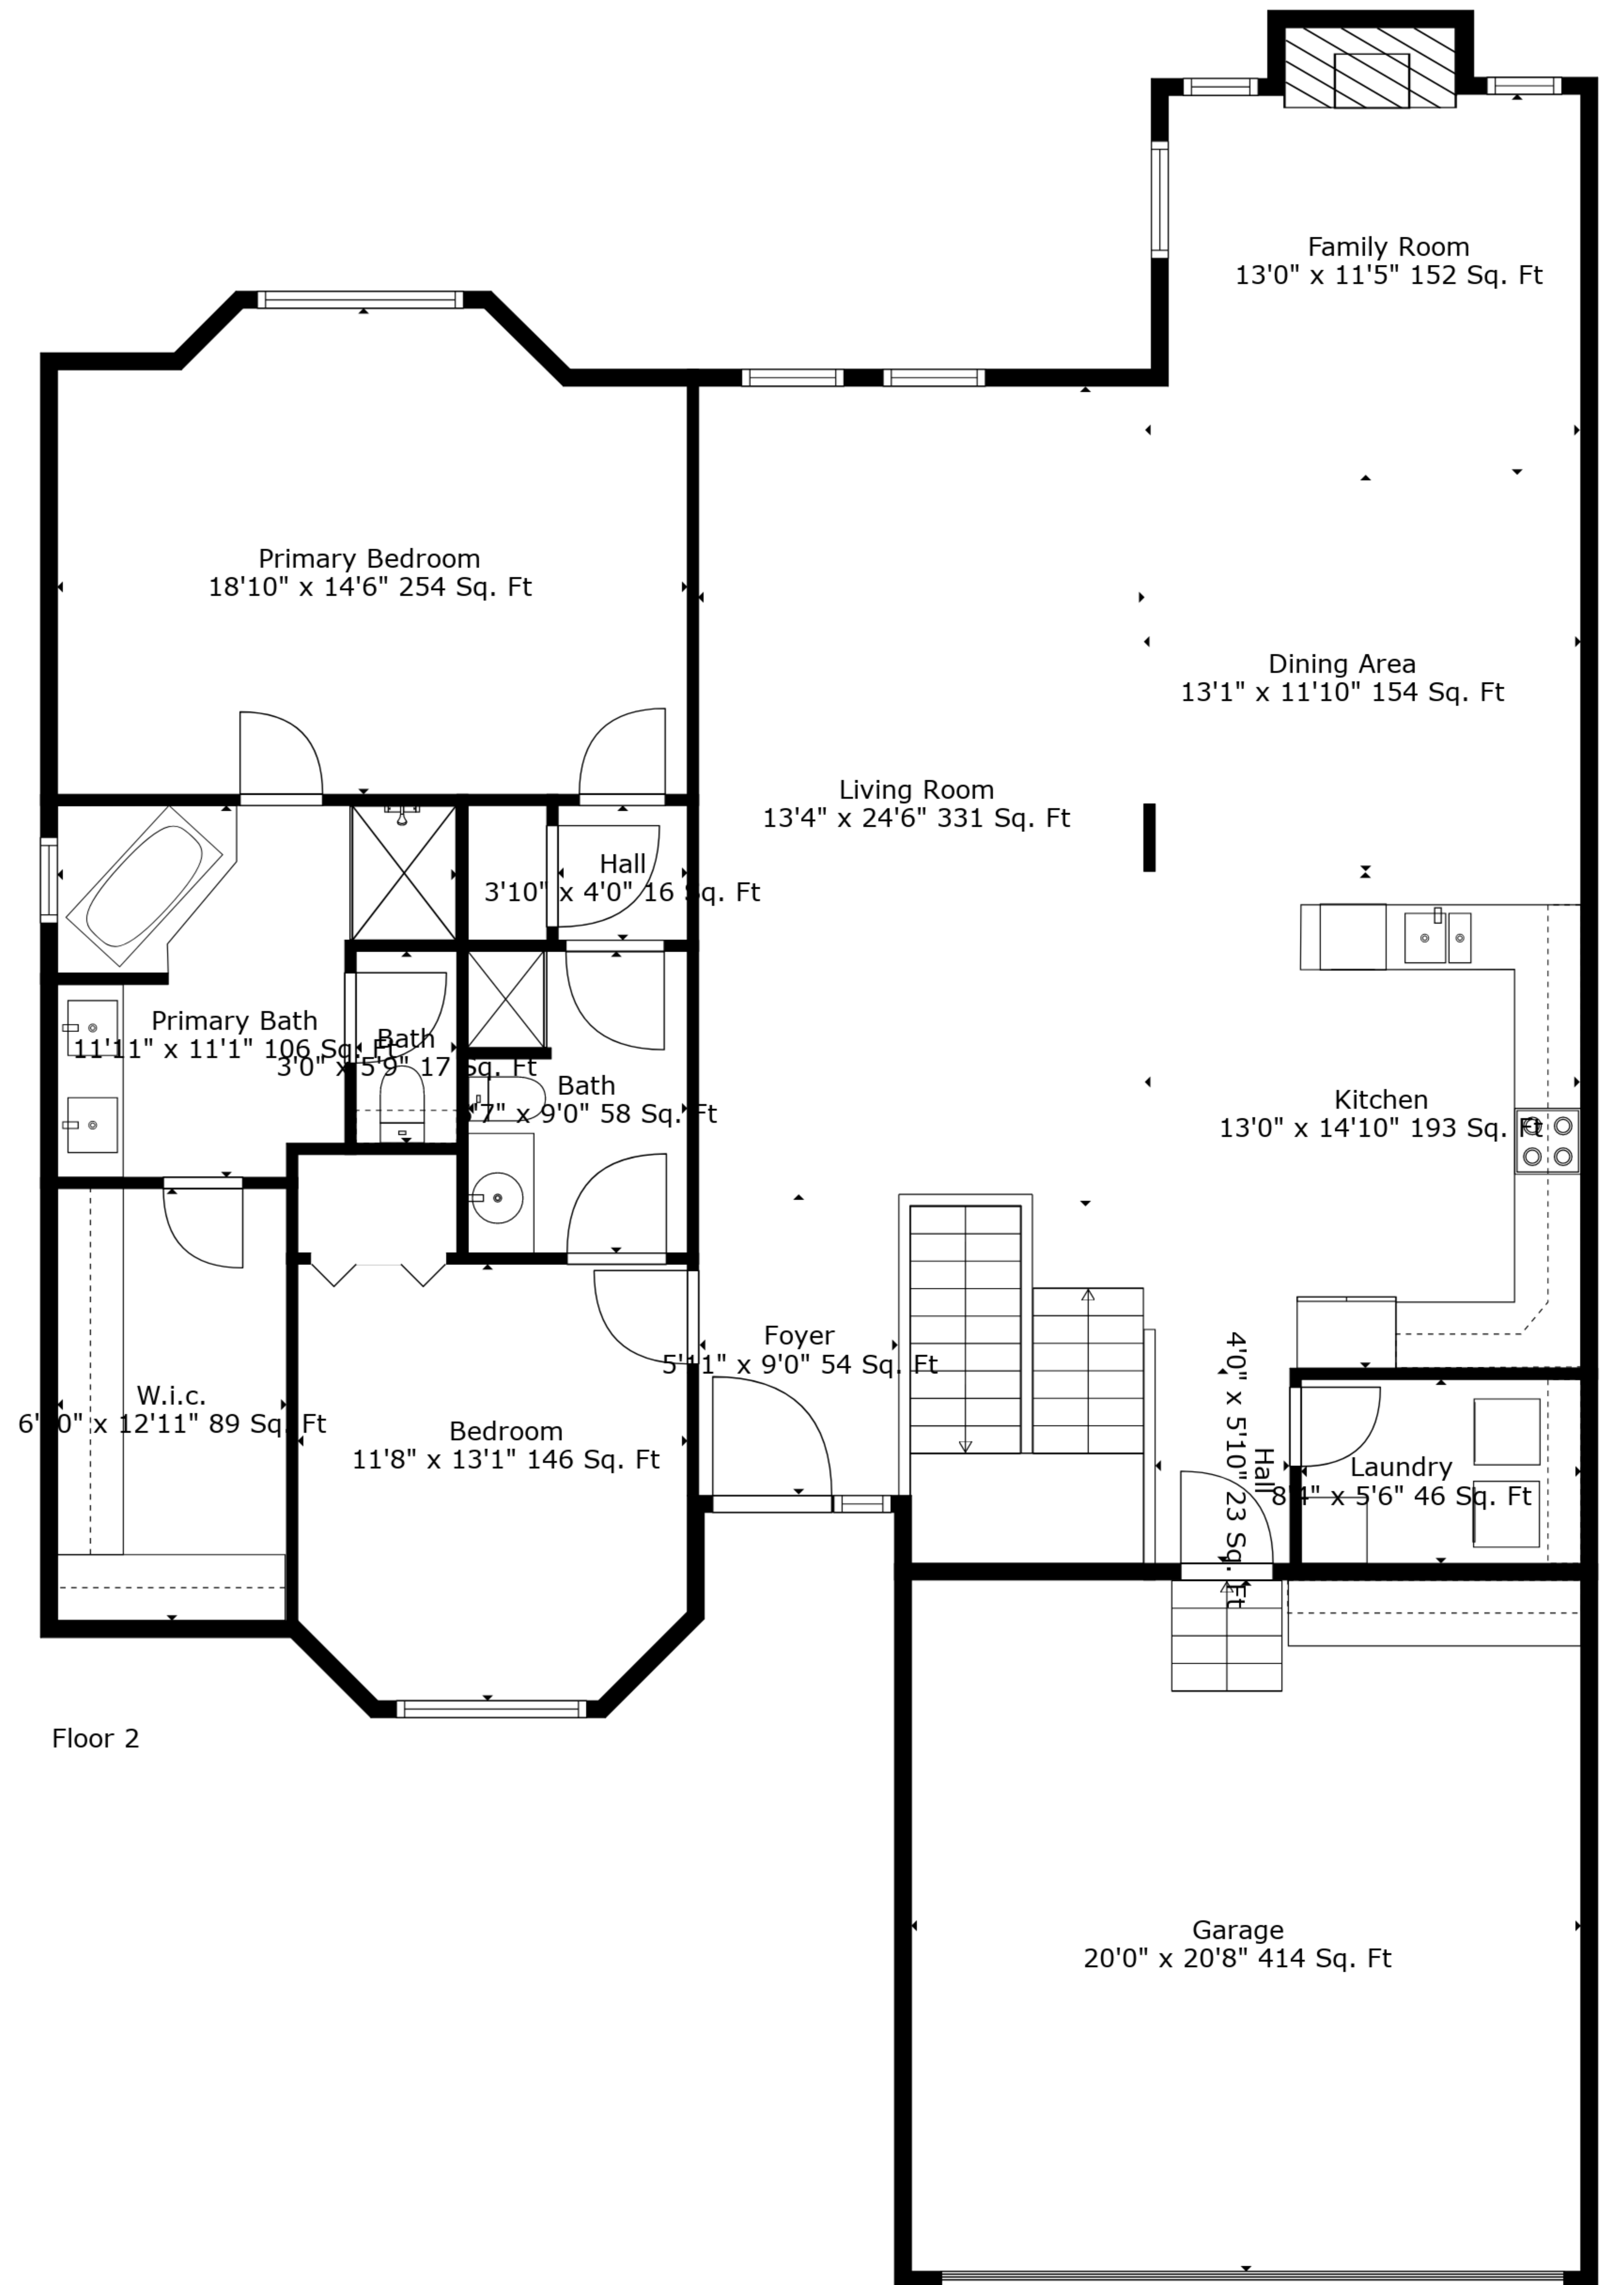 Family Room
13'0" x 11'5" 152 Sq. Ft
Primary Bedroom
18'10" x 14'6" 254 Sq. Ft
Dining Area
13'1" x 11'10" 154 Sq. Ft
Living Room
13'4" x 24'6" 331 Sq. Ft
Hall
3'10" x 4'0" 16 Sq. Ft
Primary Bath
11'11" x 11'1" 106 Sq. Ft
Bath
3'0" x 5'9" 17 Sq. Ft
Bath
x 9'0" 58 Sq. Ft
Kitchen
13'0" x 14'10" 193 Sq. Ft
Foyer
5'11" x 9'0" 54 Sq. Ft
W.i.c.
x 12'11" 89 Sq. Ft
Bedroom
11'8" x 13'1" 146 Sq. Ft
Hall
4'0" x 5'10" 23 Sq. Ft
Laundry
8'4" x 5'6" 46 Sq. Ft
Floor 2
Garage
20'0" x 20'8" 414 Sq. Ft